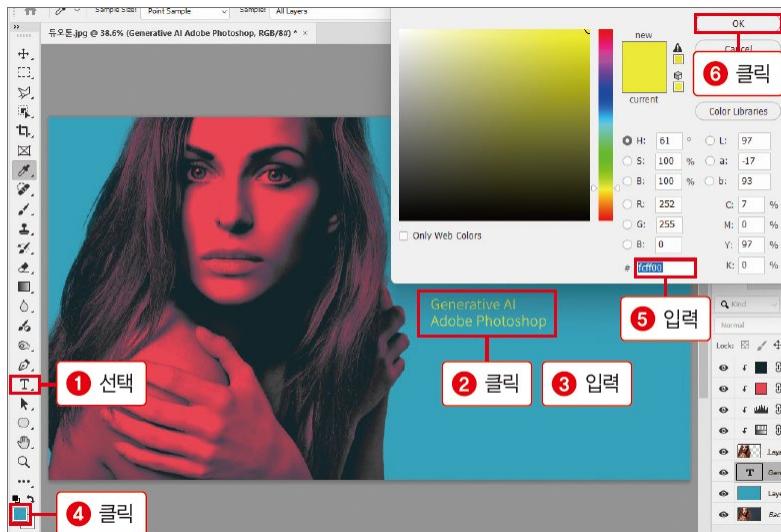 Sample Size: Point Sample Sample: All Layers
듀오톤.jpg @ 38.6% (Generative AI Adobe Photoshop, RGB/8#) * ×
new
current
OK
Cancel
6 클릭
Color Libraries
H: 61 °
S: 100 %
B: 100 %
R: 252
G: 255
B: 0
# fcff00
L: 97
a: -17
b: 93
C: 7 %
M: 0 %
Y: 97 %
K: 0 %
Only Web Colors
5 입력
Generative AI
Adobe Photoshop
2 클릭
3 입력
1 선택
4 클릭
Kind
Normal
Lock:
T